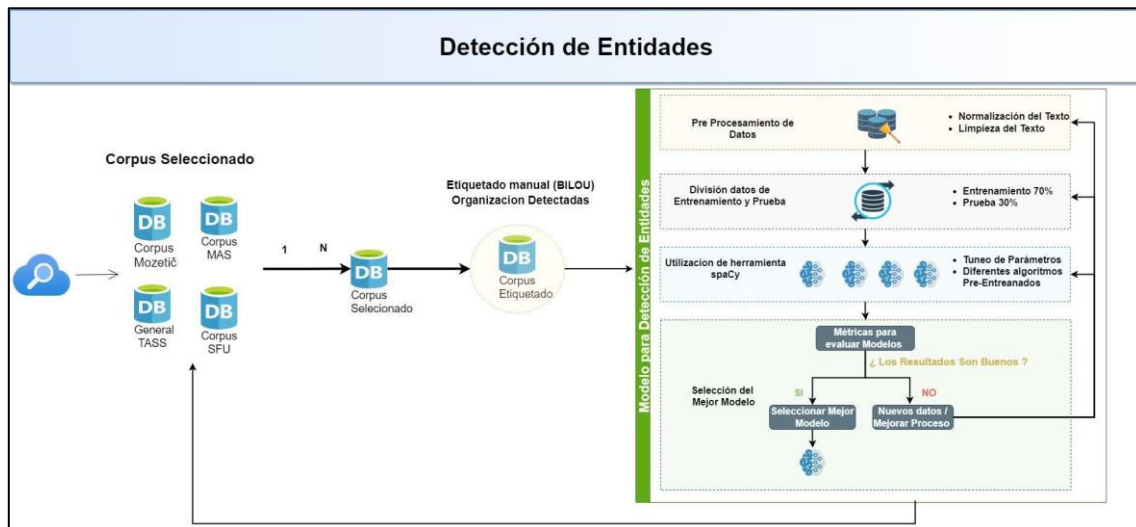 Detección de Entidades
Corpus Seleccionado
DB
Corpus
Mozetič
DB
Corpus
MAS
DB
General
TASS
DB
Corpus
SFU
1 N
DB
Corpus
Selecionado
Etiquetado manual (BILOU)
Organizacion Detectadas
DB
Corpus
Etiquetado
Modelo para Detección de Entidades
Pre Procesamiento de
Datos
• Normalización del Texto
• Limpieza del Texto
División datos de
Entrenamiento y Prueba
• Entrenamiento 70%
• Prueba 30%
Utilizacion de herramienta
spaCy
• Tuneo de Parámetros
• Diferentes algoritmos
Pre-Entreanados
Métricas para
evaluar Modelos
¿ Los Resultados Son Buenos ?
Selección del
Mejor Modelo
SI
NO
Seleccionar Mejor
Modelo
Nuevos datos /
Mejorar Proceso